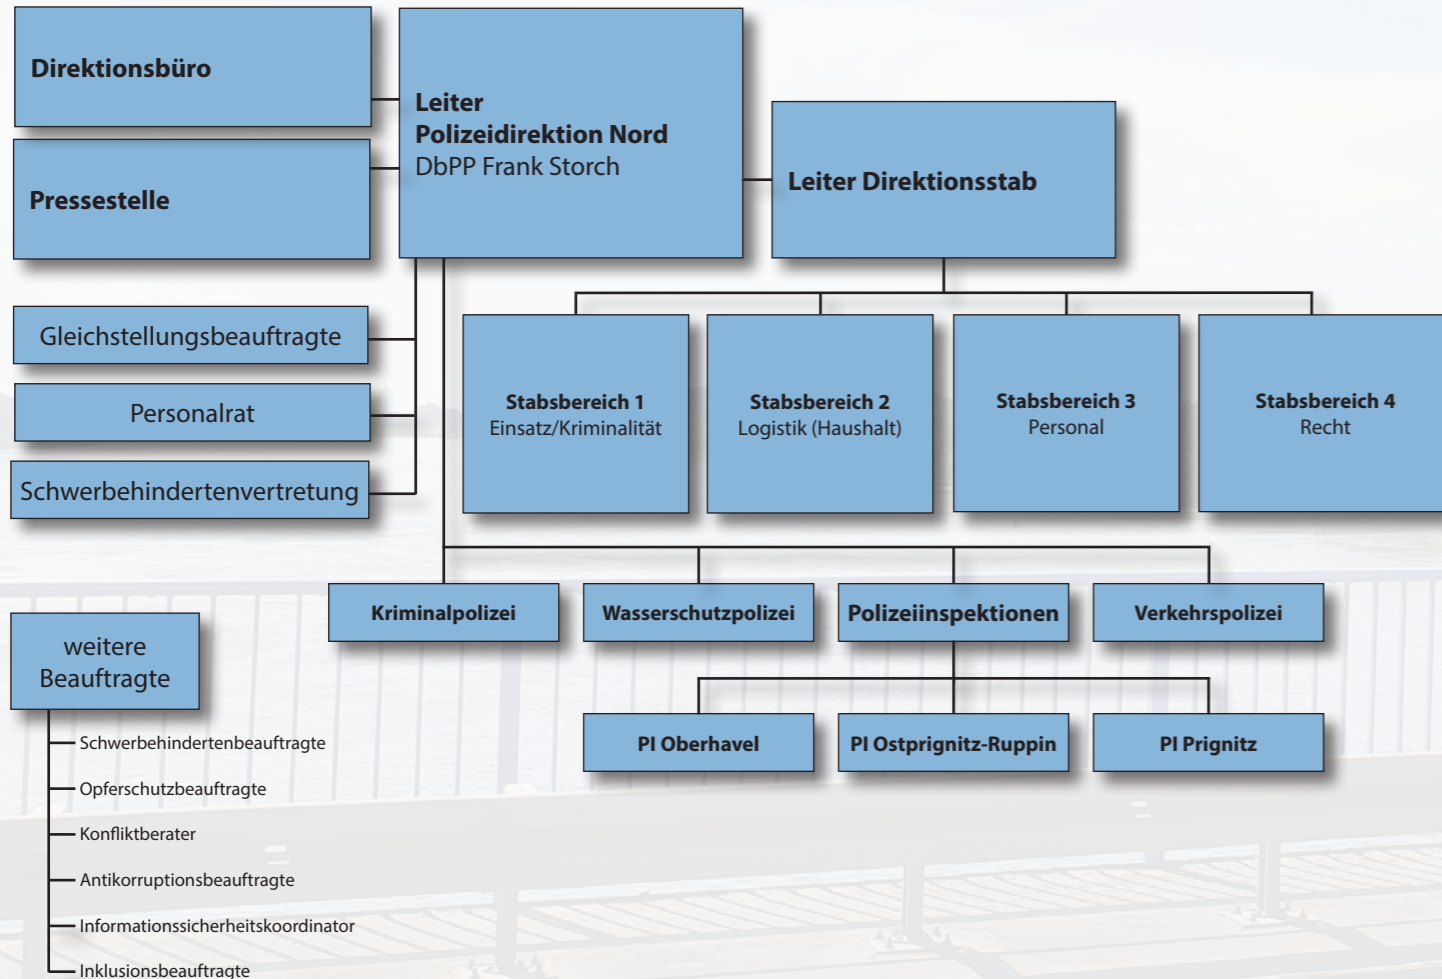 Direktionsbüro
Leiter
Polizeidirektion Nord
DbPP Frank Storch
Pressestelle
Leiter Direktionsstab
Gleichstellungsbeauftragte
Personalrat
Schwerbehindertenvertretung
Stabsbereich 1
Einsatz/Kriminalität
Stabsbereich 2
Logistik (Haushalt)
Stabsbereich 3
Personal
Stabsbereich 4
Recht
Kriminalpolizei
Wasserschutzpolizei
Polizeiinspektionen
Verkehrspolizei
PI Oberhavel
PI Ostprignitz-Ruppin
PI Prignitz
weitere
Beauftragte
Schwerbehindertenbeauftragte
Opferschutzbeauftragte
Konfliktberater
Antikorruptionsbeauftragte
Informationssicherheitskoordinator
Inklusionsbeauftragte